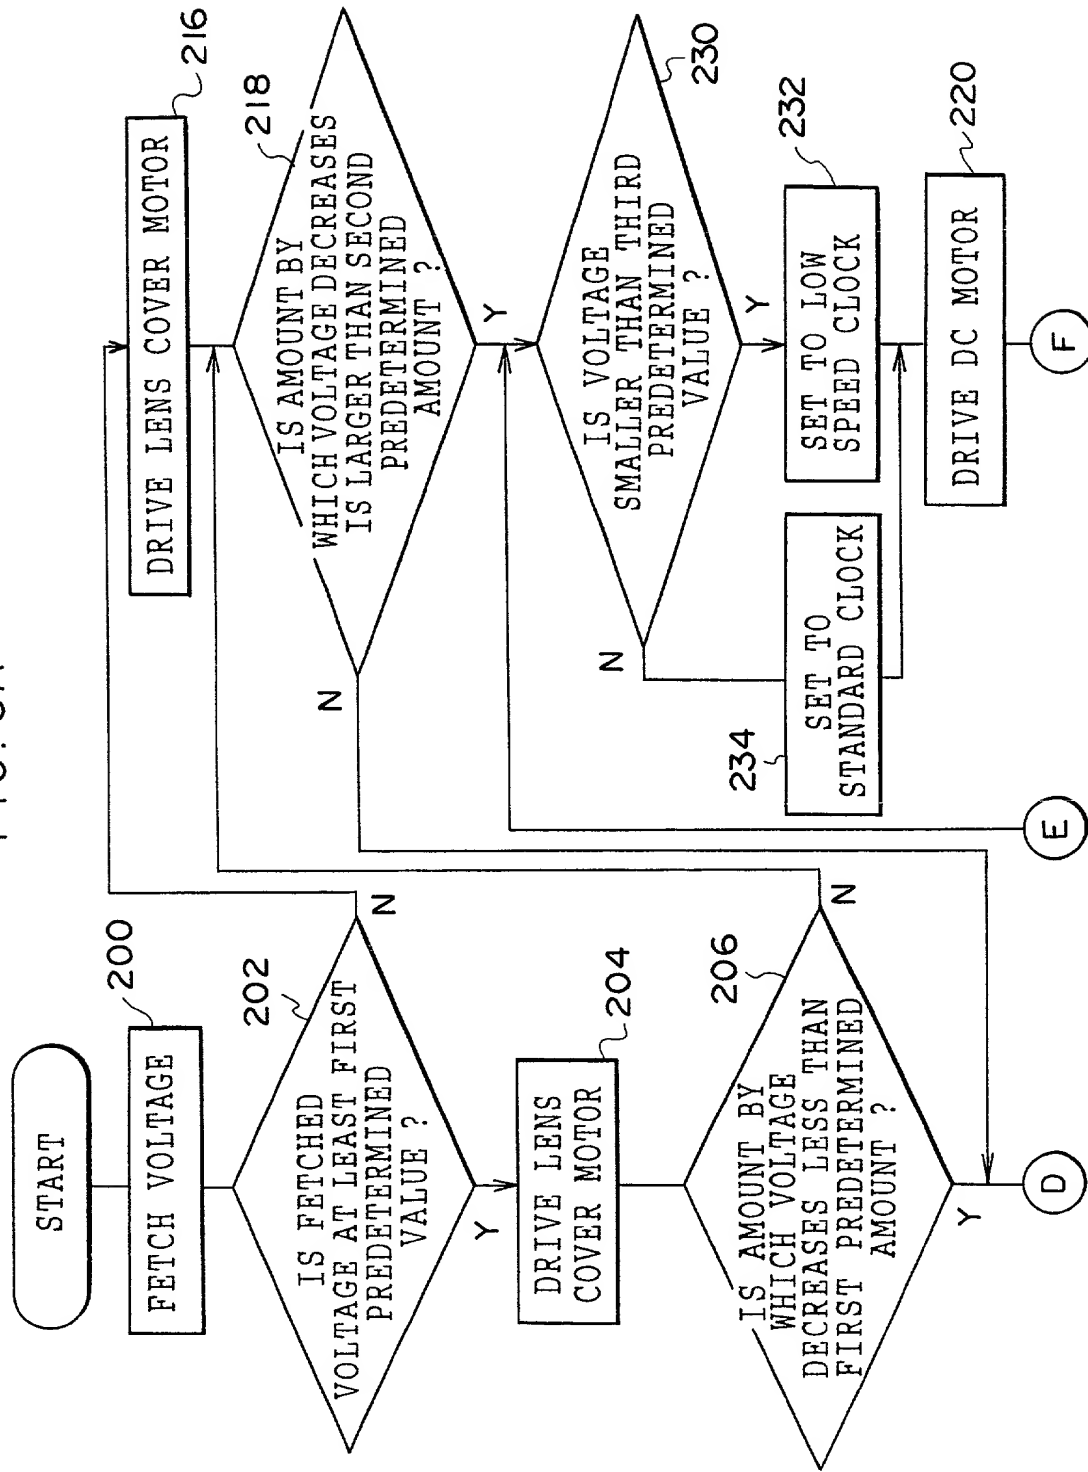 START
FETCH VOLTAGE
200
IS FETCHED
VOLTAGE AT LEAST FIRST
PREDETERMINED
VALUE ?
202
N
Y
DRIVE LENS
COVER MOTOR
204
IS AMOUNT BY
WHICH VOLTAGE
DECREASES LESS THAN
FIRST PREDETERMINED
AMOUNT ?
206
N
Y
D
E
DRIVE LENS COVER MOTOR
216
IS AMOUNT BY
WHICH VOLTAGE DECREASES
IS LARGER THAN SECOND
PREDETERMINED
AMOUNT ?
218
N
Y
IS VOLTAGE
SMALLER THAN THIRD
PREDETERMINED
VALUE ?
230
N
Y
234
SET TO
STANDARD CLOCK
SET TO LOW
SPEED CLOCK
232
DRIVE DC MOTOR
220
F